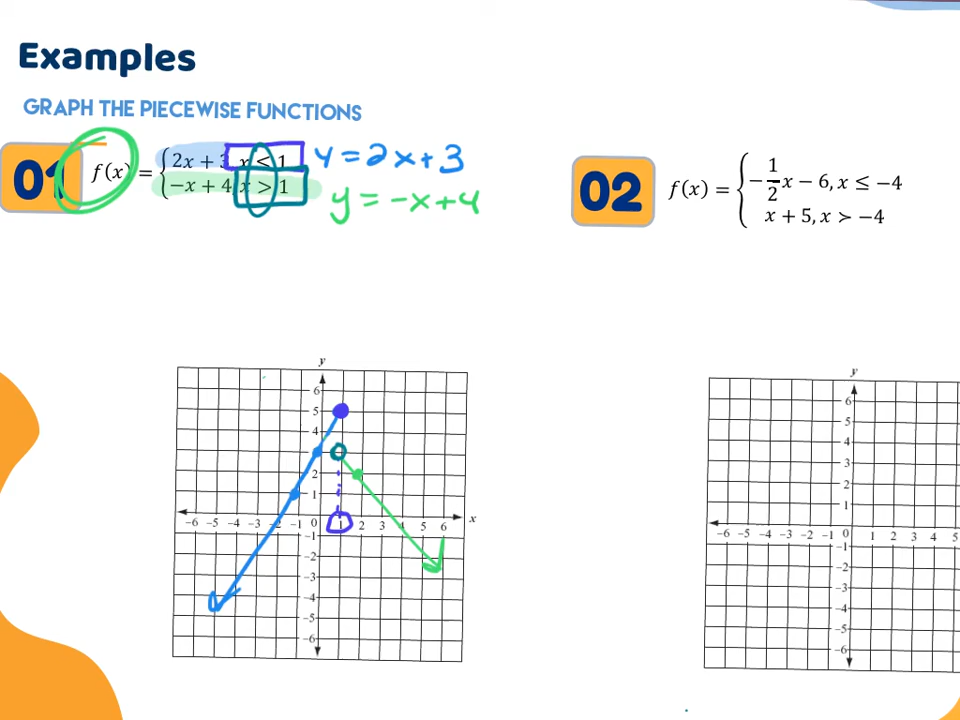 Examples
GRAPH THE PIECEWISE FUNCTIONS
01
f(x) = { 2x + 3 x ≤ 1
−x + 4, x > 1
y = 2x + 3
y = −x + 4
02
f(x) = { −1/2 x − 6, x ≤ −4
x + 5, x > −4
y
6
5
4
2
1
−6 −5 −4 −3 −2 −1 0 1 2 3 4 5 6 x
−1
−2
−3
−4
−5
−6
y
6
5
4
3
2
1
−6 −5 −4 −3 −2 −1 0 1 2 3 4 5
−1
−2
−3
−4
−5
−6